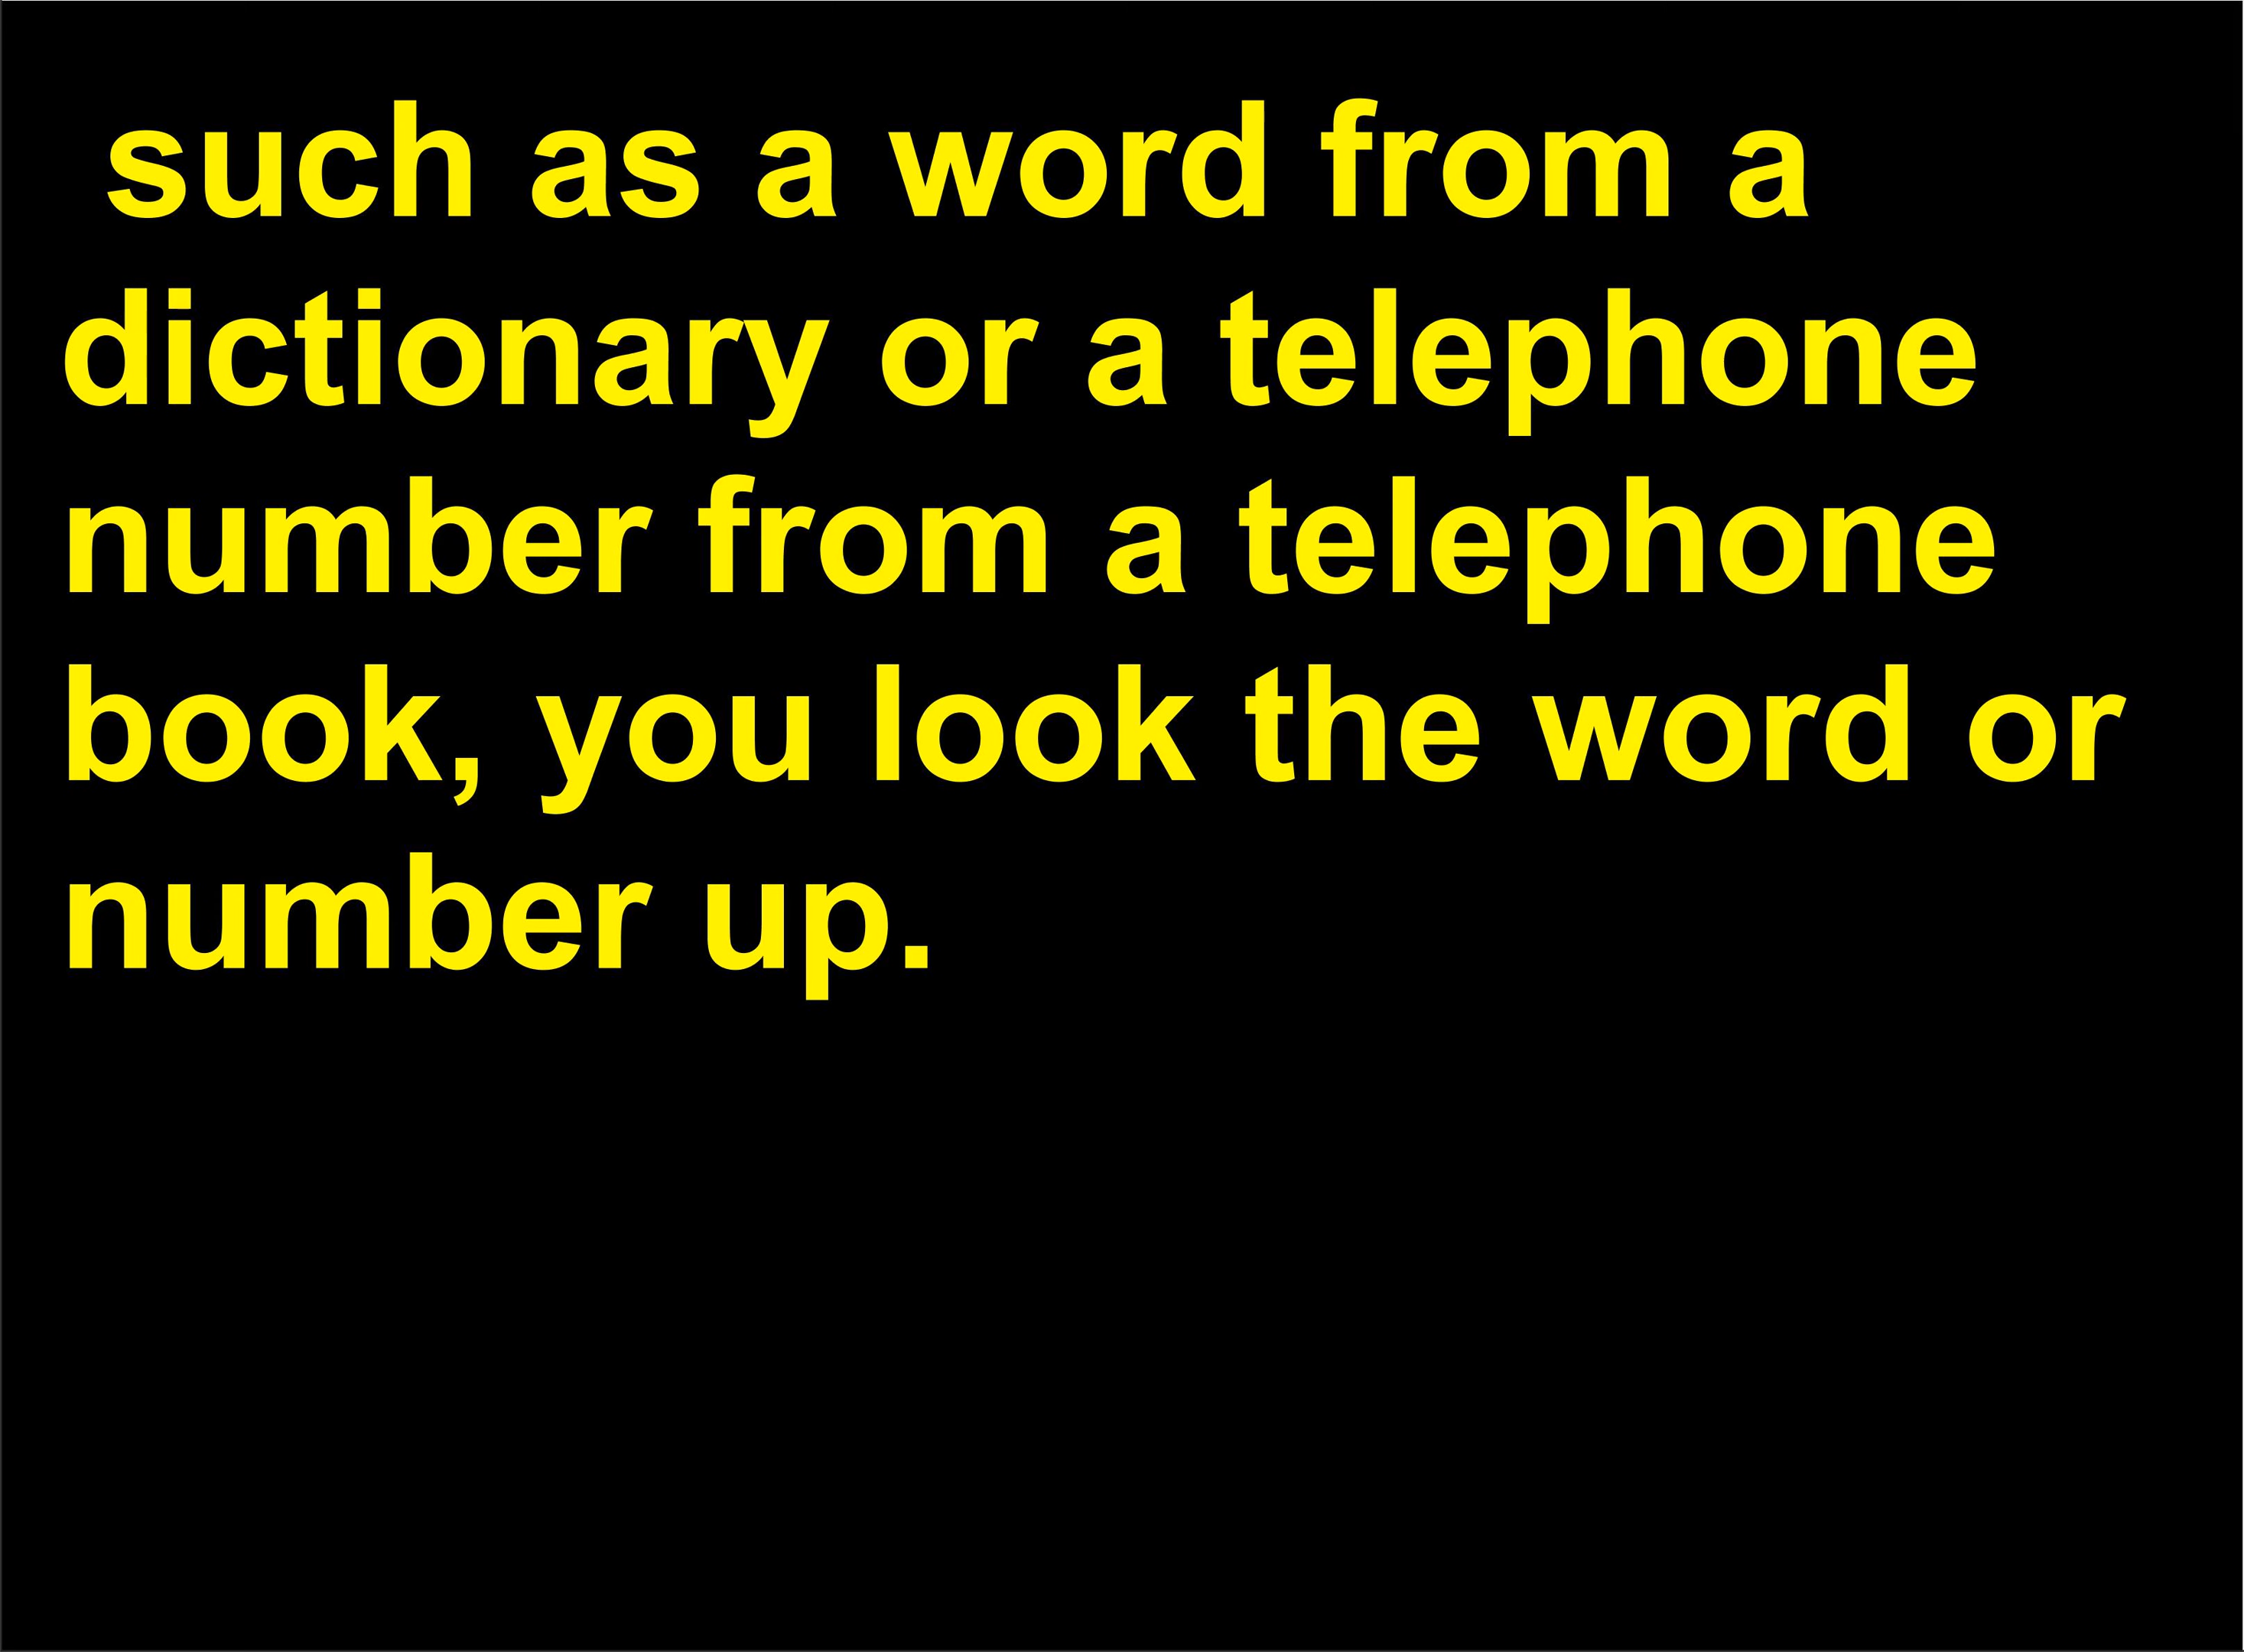 such as a word from a
dictionary or a telephone
number from a telephone
book, you look the word or
number up.